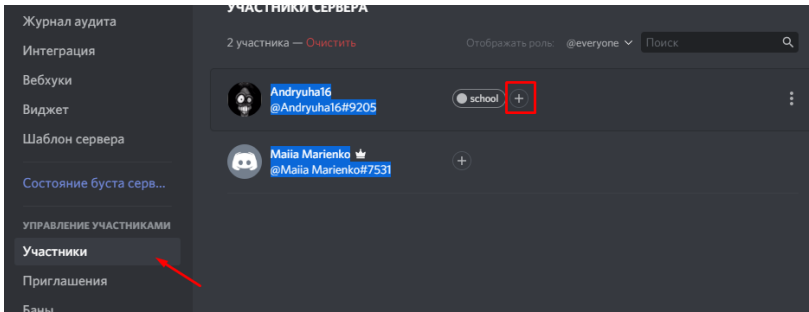 Журнал аудита
Интеграция
Вебхуки
Виджет
Шаблон сервера
Состояние буста серв...
УПРАВЛЕНИЕ УЧАСТНИКАМИ
Участники
Приглашения
Баны
УЧАСТНИКИ СЕРВЕРА
2 участника — Очистить
Отображать роль: @everyone
Поиск
Andryuha16
@Andryuha16#9205
school
Maiia Marienko
@Maiia Marienko#7531